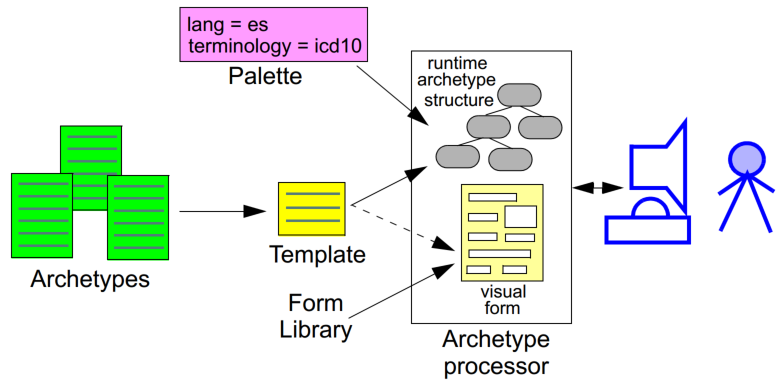 lang = es
terminology = icd10
Palette
runtime
archetype
structure
Archetypes
Template
Form
Library
visual
form
Archetype
processor